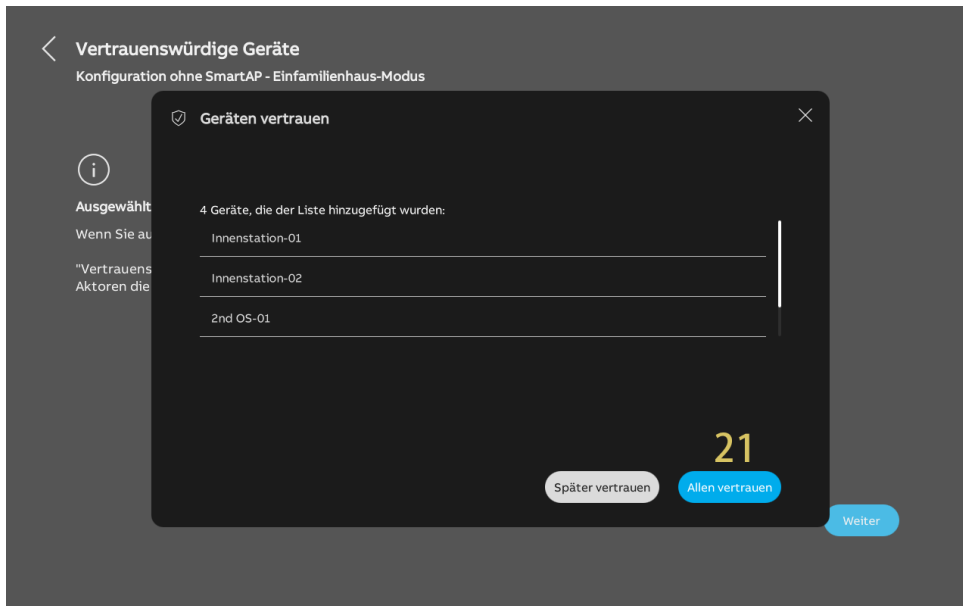 Vertrauenswürdige Geräte
Konfiguration ohne SmartAP - Einfamilienhaus-Modus
Geräten vertrauen
Ausgewählt
Wenn Sie au
"Vertrauens
Aktoren die
4 Geräte, die der Liste hinzugefügt wurden:
Innenstation-01
Innenstation-02
2nd OS-01
21
Später vertrauen
Allen vertrauen
Weiter